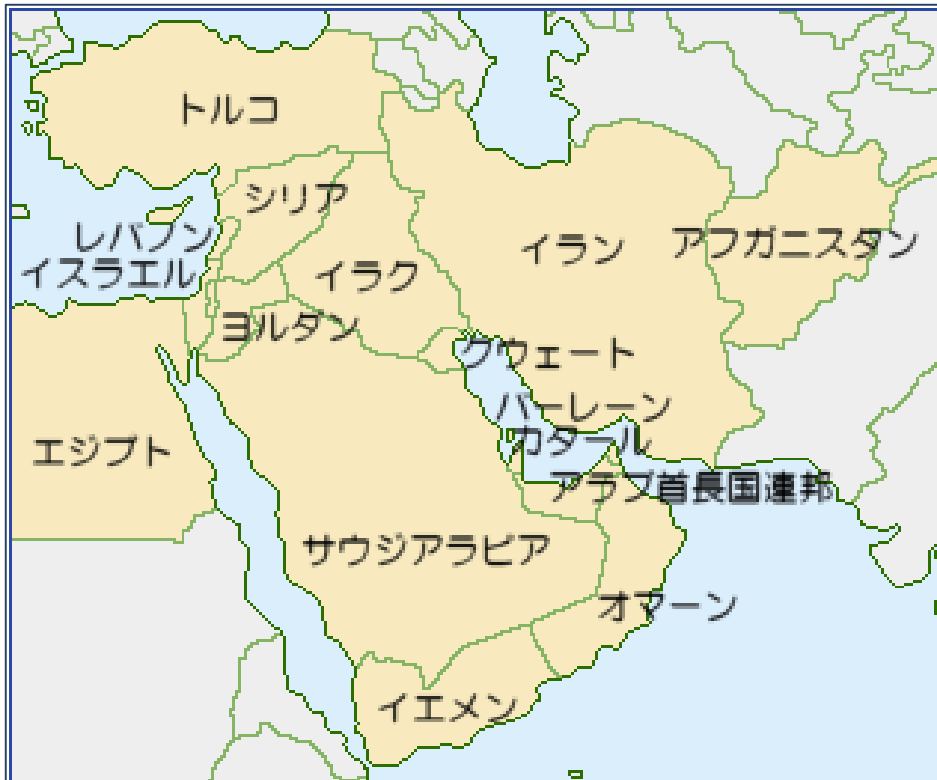 トルコ
シリア
レバノン
イスラエル
ヨルダン
イラク
イラン
アフガニスタン
クウェート
バーレーン
カタール
アラブ首長国連邦
エジプト
サウジアラビア
オマーン
イエメン